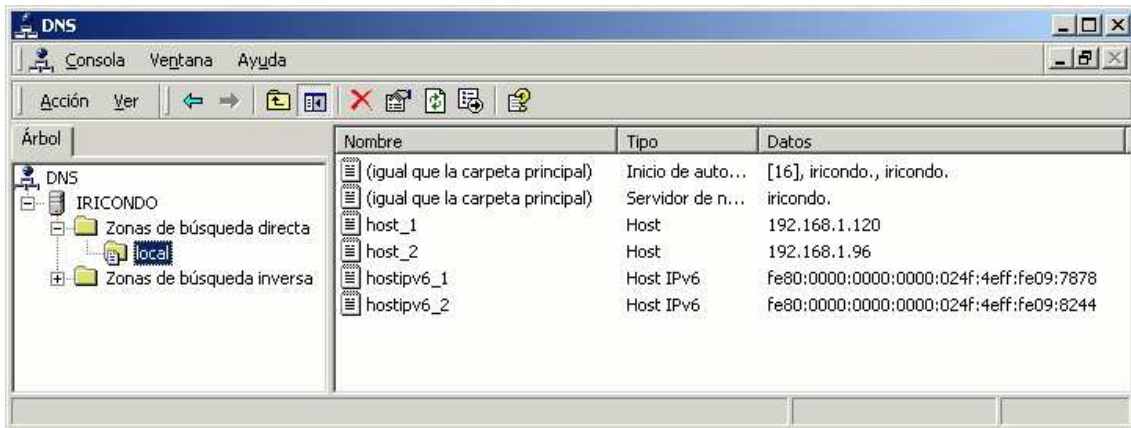 DNS
Consola Ventana Ayuda
Acción Ver
Árbol
DNS
IRICONDO
Zonas de búsqueda directa
local
Zonas de búsqueda inversa
Nombre Tipo Datos
(igual que la carpeta principal) Inicio de auto... [16], iricondo., iricondo.
(igual que la carpeta principal) Servidor de n... iricondo.
host_1 Host 192.168.1.120
host_2 Host 192.168.1.96
hostipv6_1 Host IPv6 fe80:0000:0000:0000:024f:4eff:fe09:7878
hostipv6_2 Host IPv6 fe80:0000:0000:0000:024f:4eff:fe09:8244